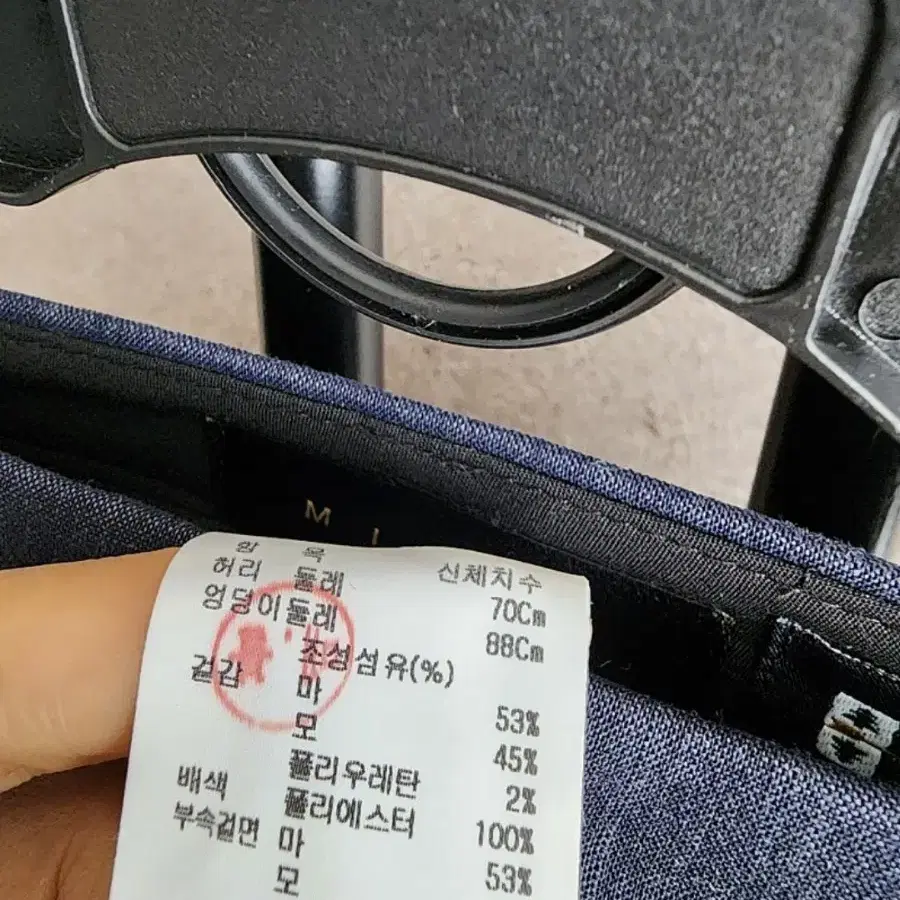 M I
항 목 신체치수
허리 둘레 70Cm
엉덩이둘레 88Cm
조성섬유(%)
겉감 마 53%
모 45%
폴리우레탄 2%
배색 폴리에스터 100%
부속겉면 마 53%
모